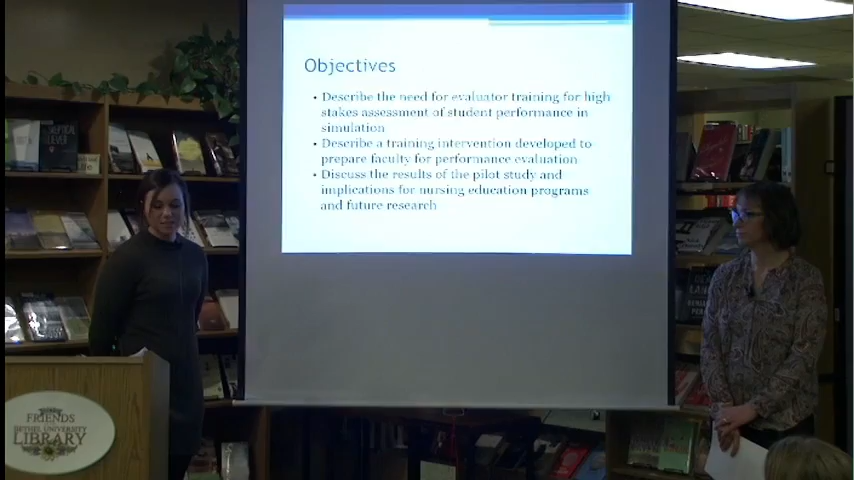 Objectives
• Describe the need for evaluator training for high
stakes assessment of student performance in
simulation
• Describe a training intervention developed to
prepare faculty for performance evaluation
• Discuss the results of the pilot study and
implications for nursing education programs
and future research
FRIENDS
BETHEL UNIVERSITY
LIBRARY